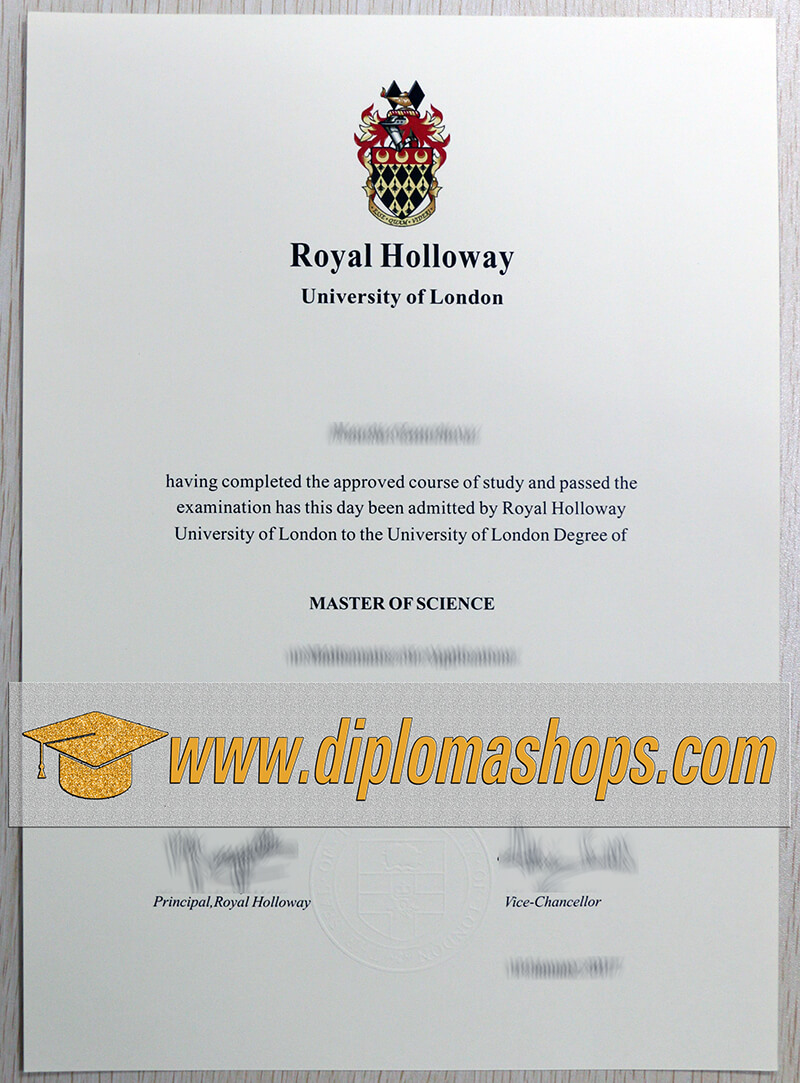 Royal Holloway
University of London
having completed the approved course of study and passed the
examination has this day been admitted by Royal Holloway
University of London to the University of London Degree of
MASTER OF SCIENCE
www.diplomashops.com
Principal,Royal Holloway
Vice-Chancellor